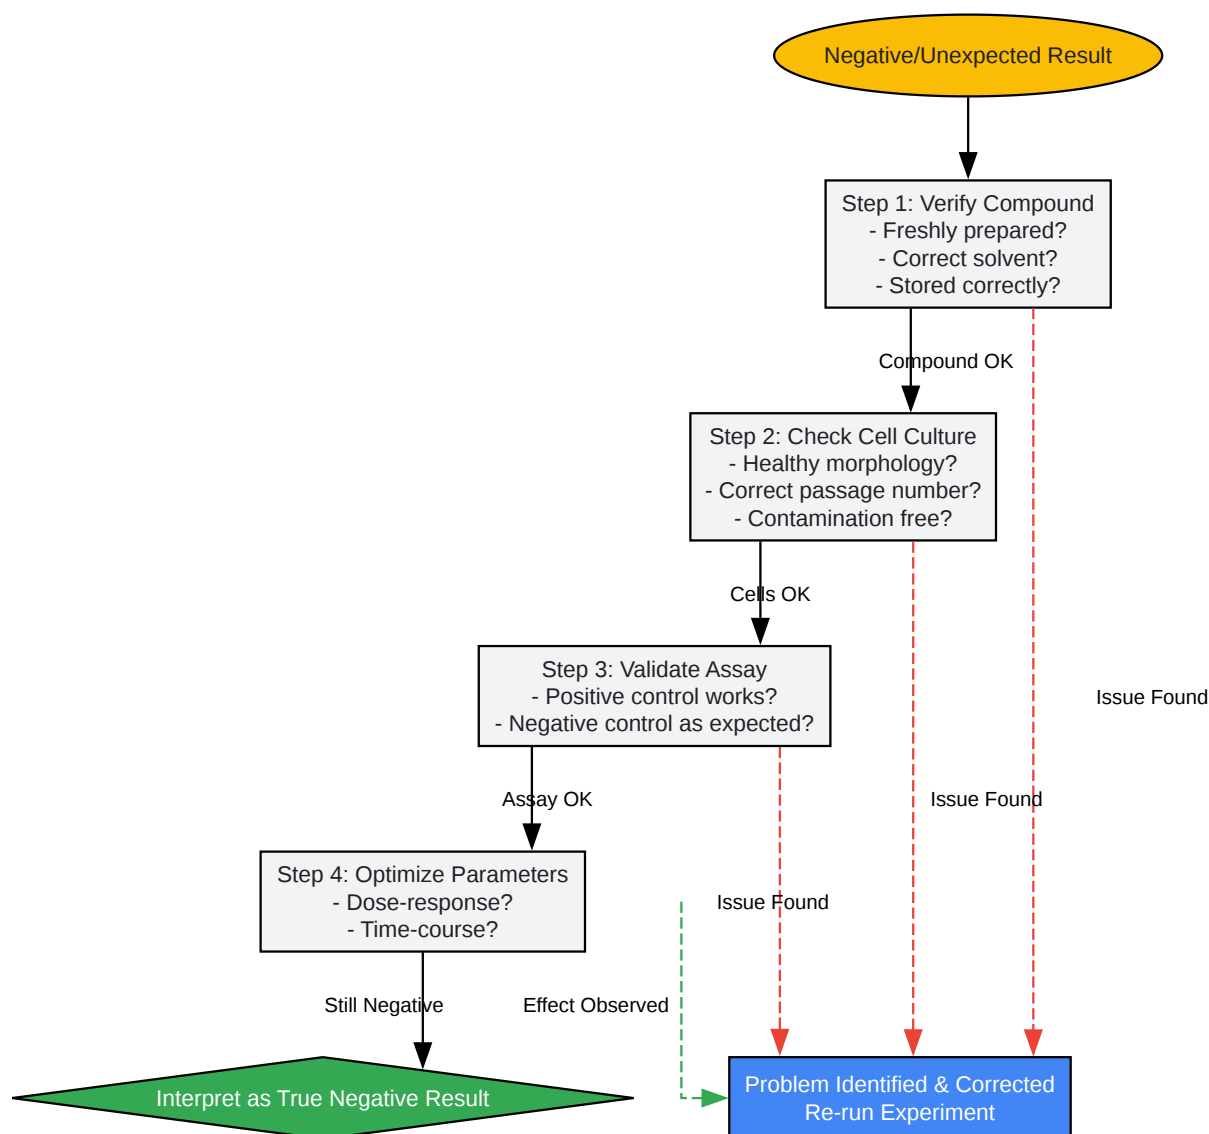 Negative/Unexpected Result
Step 1: Verify Compound
- Freshly prepared?
- Correct solvent?
- Stored correctly?
Compound OK
Step 2: Check Cell Culture
- Healthy morphology?
- Correct passage number?
- Contamination free?
Cells OK
Step 3: Validate Assay
- Positive control works?
- Negative control as expected?
Issue Found
Assay OK
Issue Found
Step 4: Optimize Parameters
- Dose-response?
- Time-course?
Issue Found
Still Negative
Effect Observed
Interpret as True Negative Result
Problem Identified & Corrected
Re-run Experiment